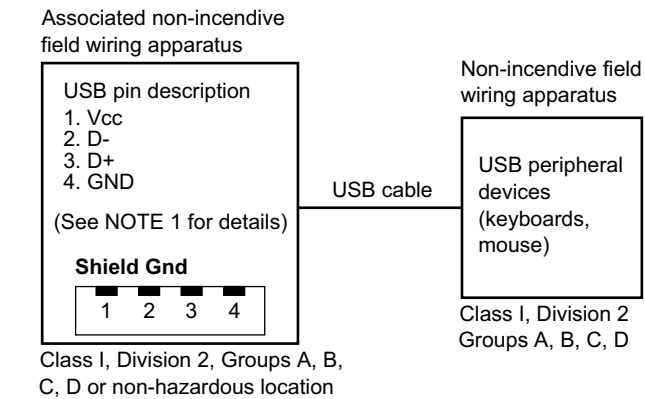 Associated non-incendive
field wiring apparatus
USB pin description
1. Vcc
2. D-
3. D+
4. GND
(See NOTE 1 for details)
Shield Gnd
1 2 3 4
Class I, Division 2, Groups A, B,
C, D or non-hazardous location
USB cable
Non-incendive field
wiring apparatus
USB peripheral
devices
(keyboards,
mouse)
Class I, Division 2
Groups A, B, C, D